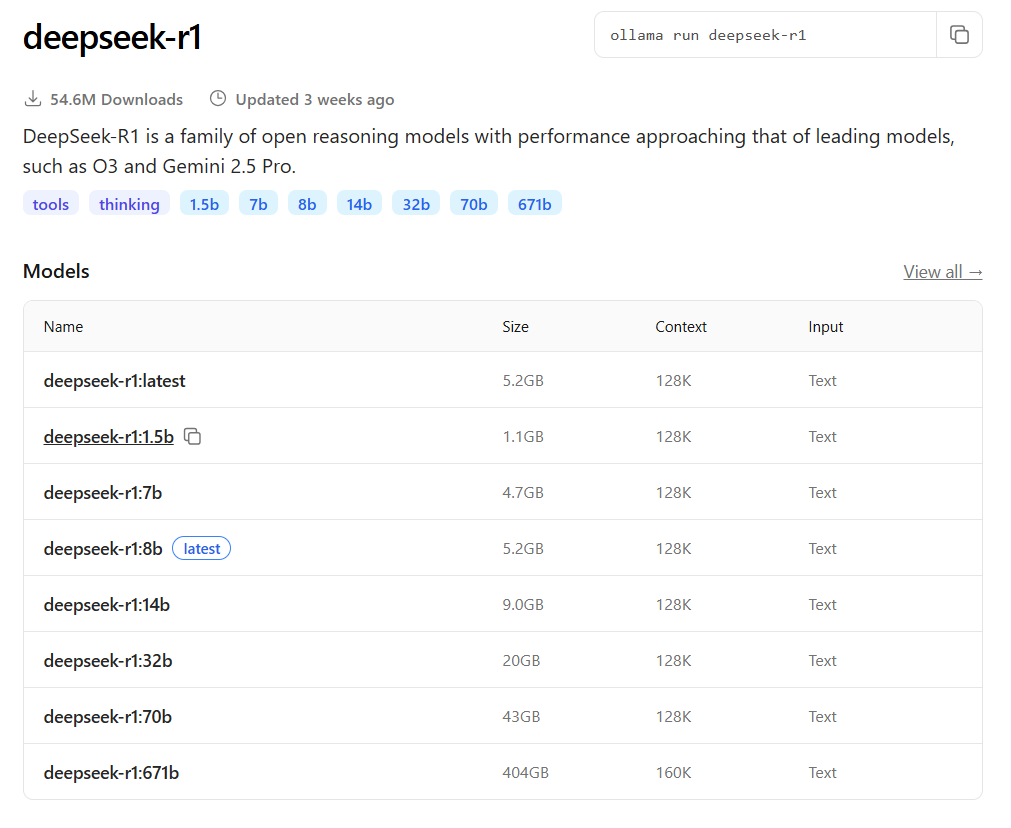 deepseek-r1
ollama run deepseek-r1
54.6M Downloads Updated 3 weeks ago
DeepSeek-R1 is a family of open reasoning models with performance approaching that of leading models,
such as O3 and Gemini 2.5 Pro.
tools thinking 1.5b 7b 8b 14b 32b 70b 671b
Models View all →
Name Size Context Input
deepseek-r1:latest 5.2GB 128K Text
deepseek-r1:1.5b 1.1GB 128K Text
deepseek-r1:7b 4.7GB 128K Text
deepseek-r1:8b latest 5.2GB 128K Text
deepseek-r1:14b 9.0GB 128K Text
deepseek-r1:32b 20GB 128K Text
deepseek-r1:70b 43GB 128K Text
deepseek-r1:671b 404GB 160K Text